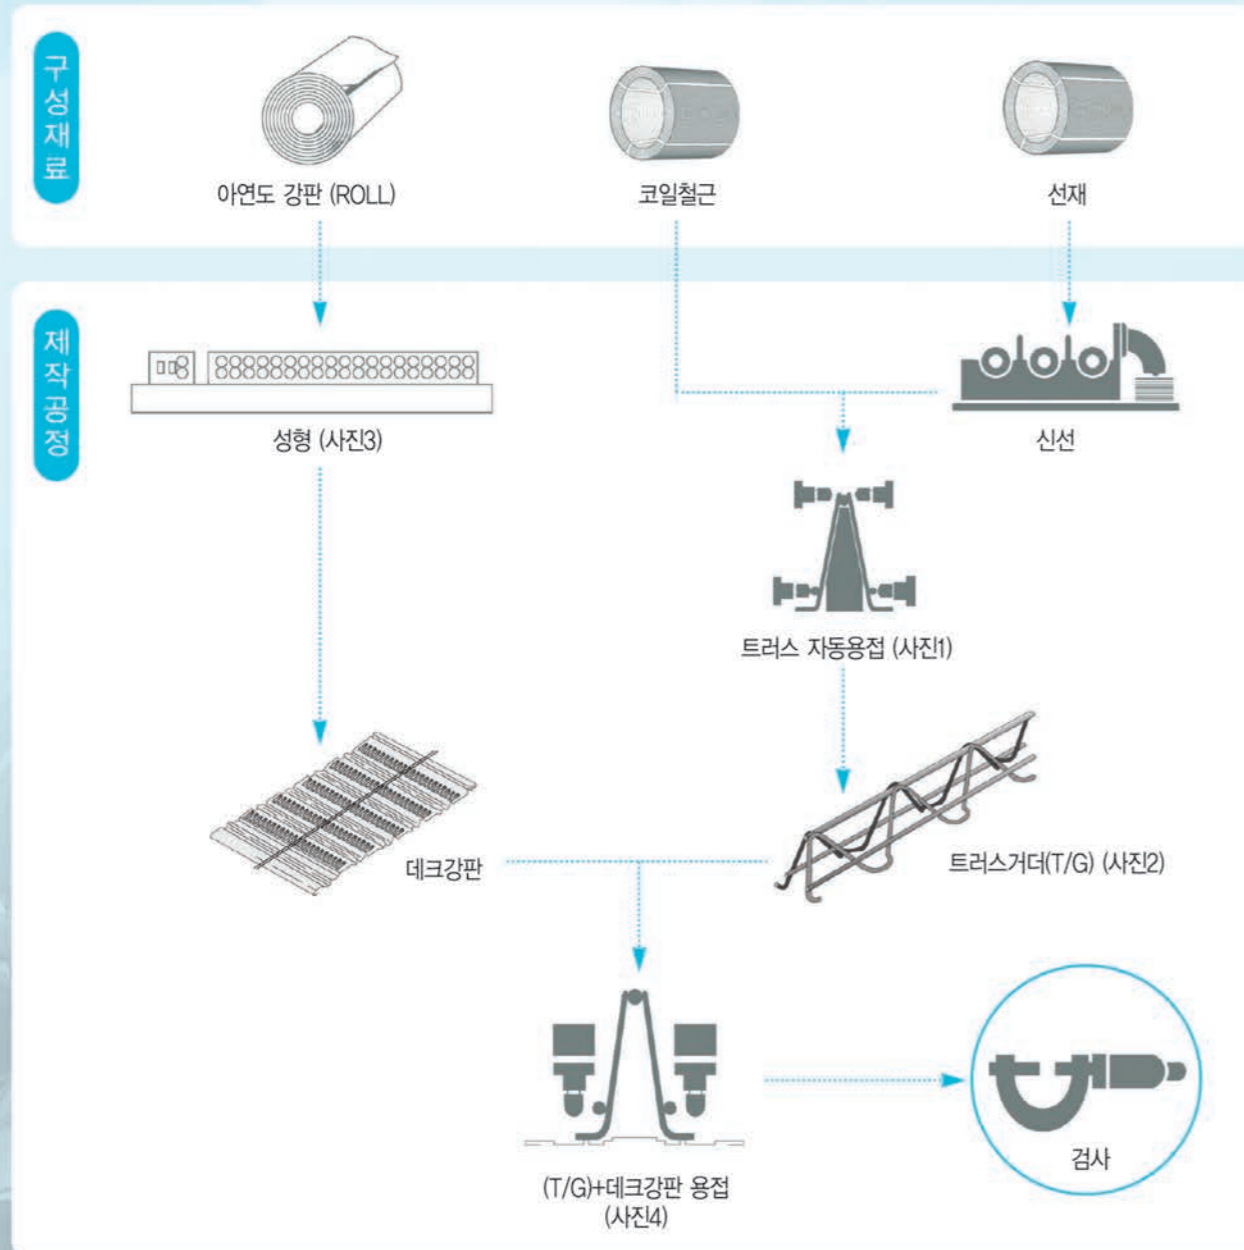 구성재료
아연도 강판 (ROLL)
코일철근
선재
제작공정
성형 (사진3)
신선
트러스 자동용접 (사진1)
데크강판
트러스거더(T/G) (사진2)
(T/G)+데크강판 용접
(사진4)
검사